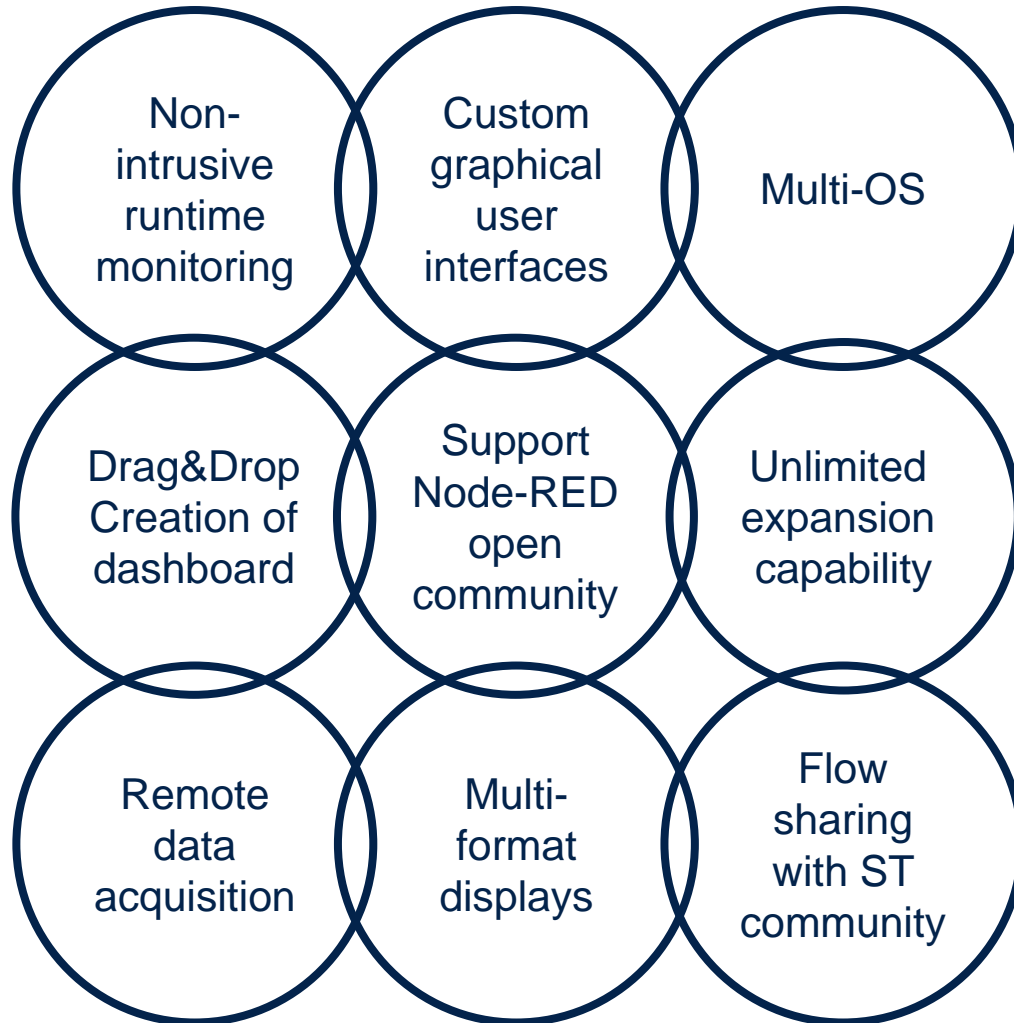 Non-
intrusive
runtime
monitoring
Custom
graphical
user
interfaces
Multi-OS
Drag&Drop
Creation of
dashboard
Support
Node-RED
open
community
Unlimited
expansion
capability
Remote
data
acquisition
Multi-
format
displays
Flow
sharing
with ST
community